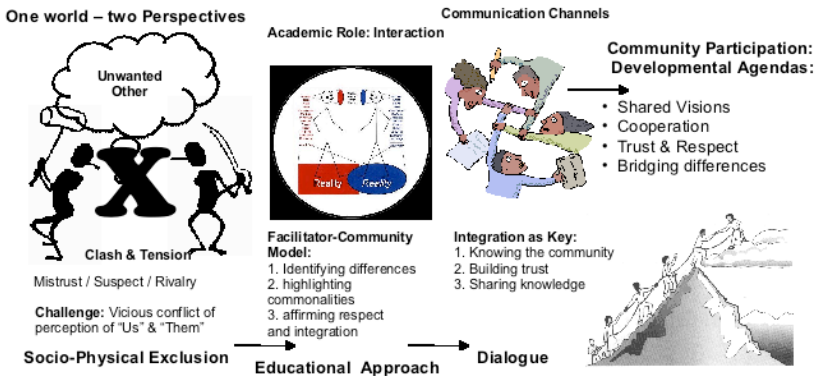 One world – two Perspectives
Unwanted
Other
Clash & Tension
Mistrust / Suspect / Rivalry
Challenge: Vicious conflict of
perception of "Us" & "Them"
Socio-Physical Exclusion
Academic Role: Interaction
Reality
Reality
Facilitator-Community
Model:
1. Identifying differences
2. highlighting
commonalities
3. affirming respect
and integration
Educational Approach
Communication Channels
Integration as Key:
1. Knowing the community
2. Building trust
3. Sharing knowledge
Dialogue
Community Participation:
Developmental Agendas:
• Shared Visions
• Cooperation
• Trust & Respect
• Bridging differences